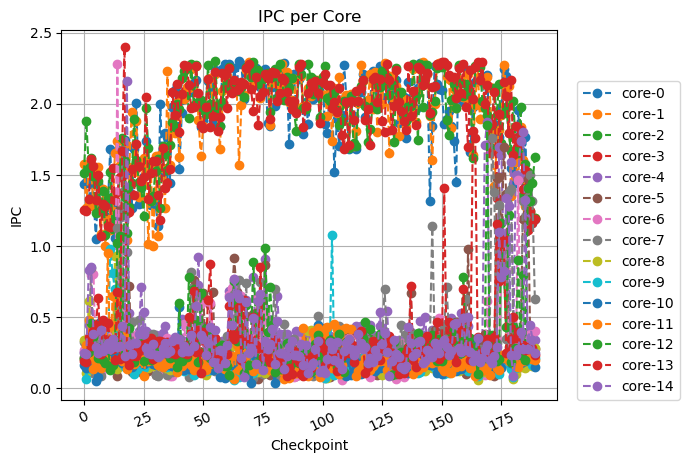 IPC per Core
IPC
2.5
2.0
1.5
1.0
0.5
0.0
0
25
50
75
100
125
150
175
Checkpoint
core-0
core-1
core-2
core-3
core-4
core-5
core-6
core-7
core-8
core-9
core-10
core-11
core-12
core-13
core-14